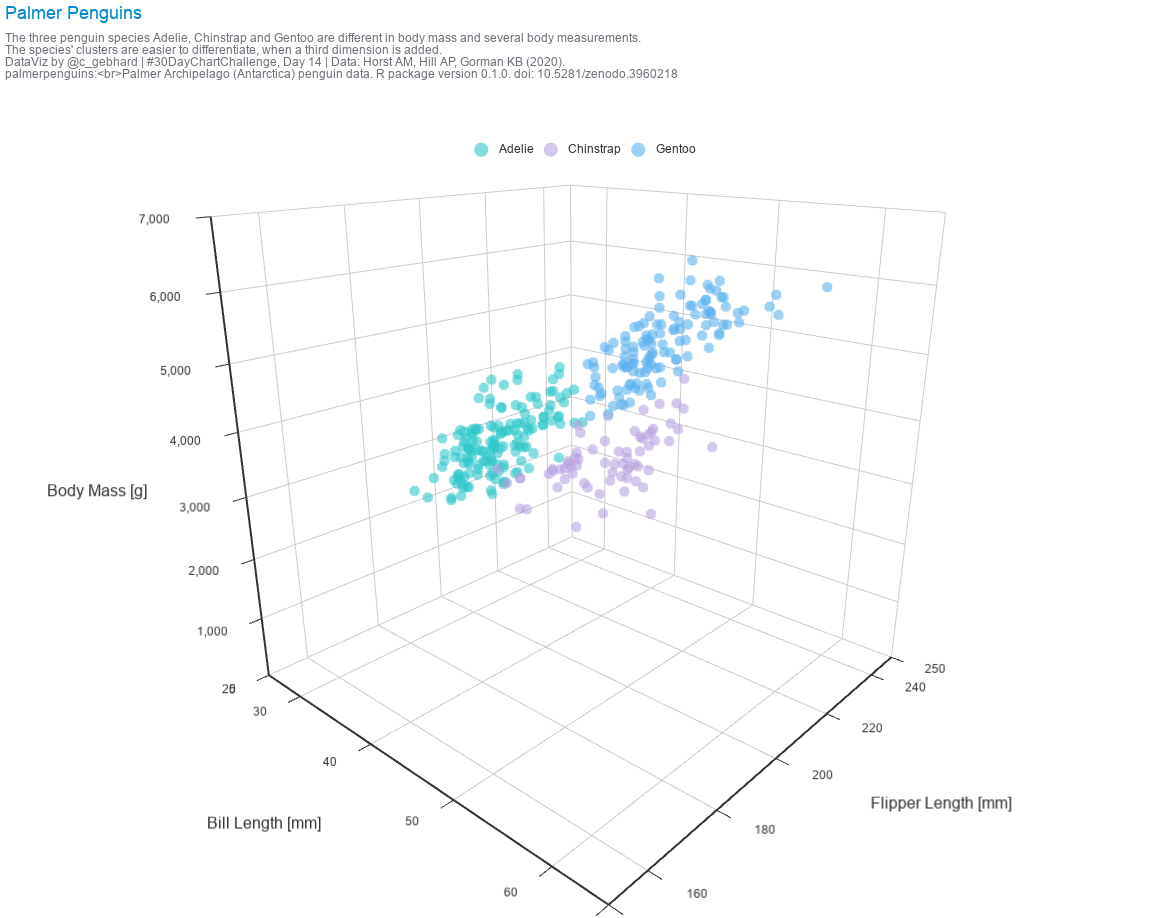 Palmer Penguins
The three penguin species Adelie, Chinstrap and Gentoo are different in body mass and several body measurements.
The species' clusters are easier to differentiate, when a third dimension is added.
DataViz by @c_gebhard | #30DayChartChallenge, Day 14 | Data: Horst AM, Hill AP, Gorman KB (2020).
palmerpenguins:<br>Palmer Archipelago (Antarctica) penguin data. R package version 0.1.0. doi: 10.5281/zenodo.3960218
Adelie Chinstrap Gentoo
7,000
6,000
5,000
4,000
Body Mass [g]
3,000
2,000
1,000
250
240
30
220
40
200
Flipper Length [mm]
Bill Length [mm]
50
180
60
160